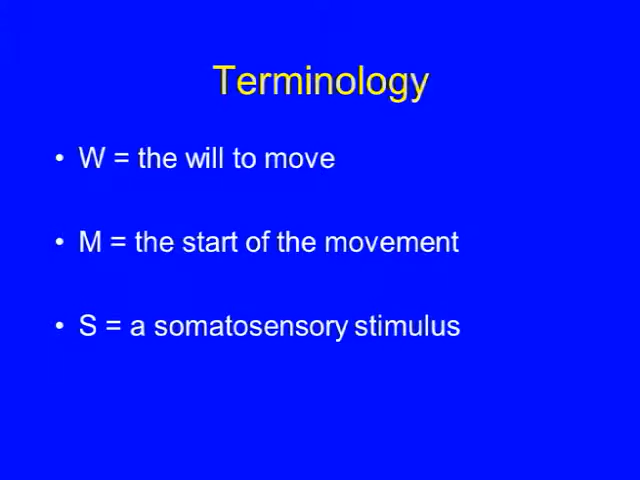 Terminology
• W = the will to move
• M = the start of the movement
• S = a somatosensory stimulus